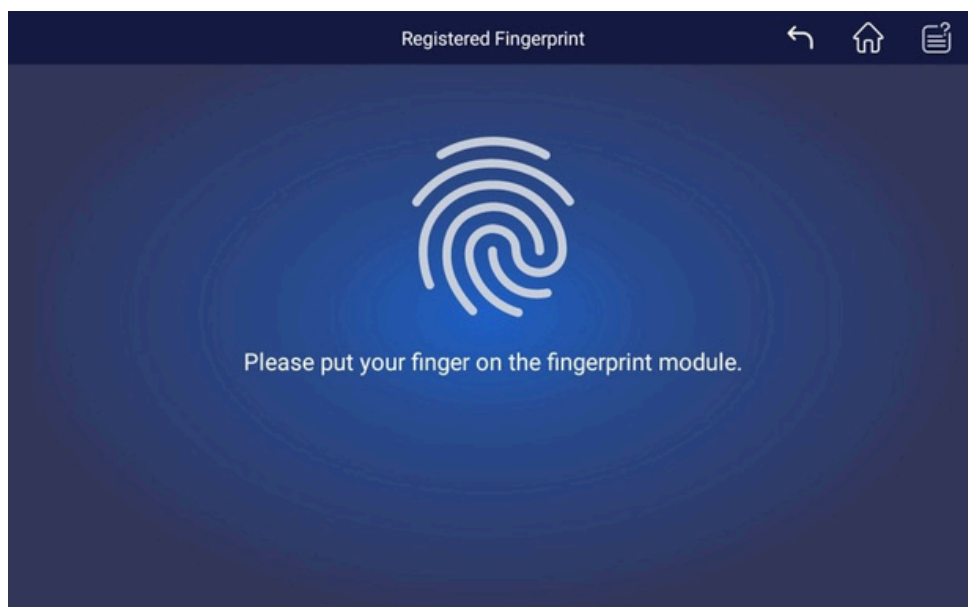 Registered Fingerprint
Please put your finger on the fingerprint module.